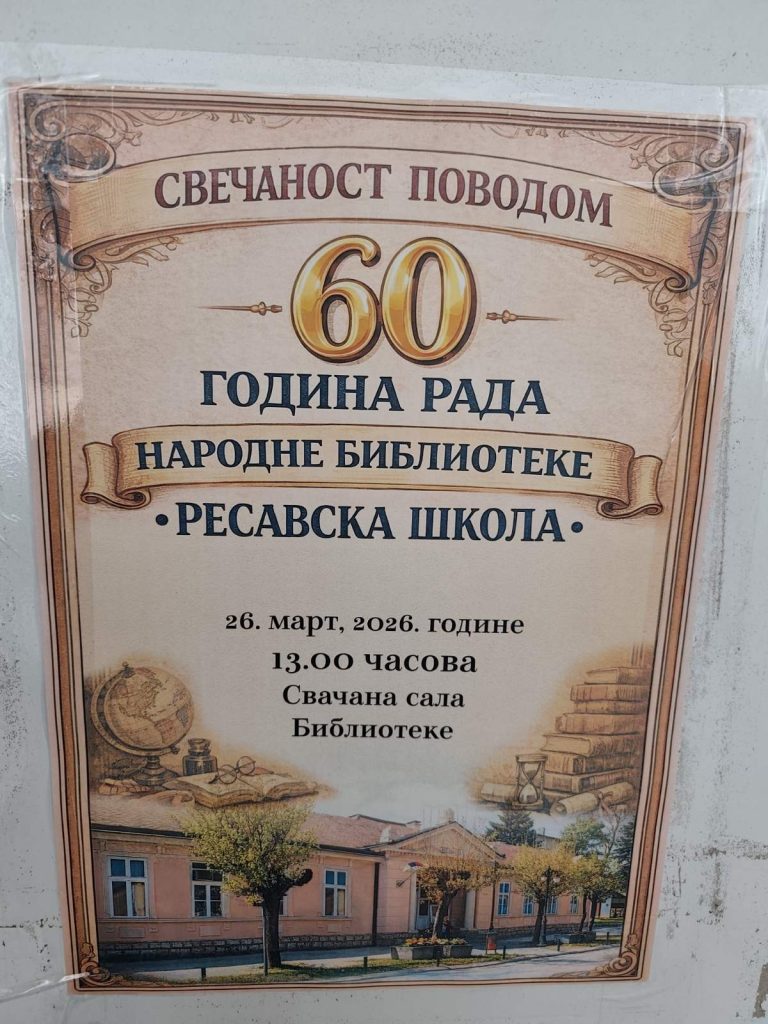 СВЕЧАНОСТ ПОВОДОМ
60
ГОДИНА РАДА
НАРОДНЕ БИБЛИОТЕКЕ
•РЕСАВСКА ШКОЛА•
26. март, 2026. године
13.00 часова
Свачана сала
Библиотеке